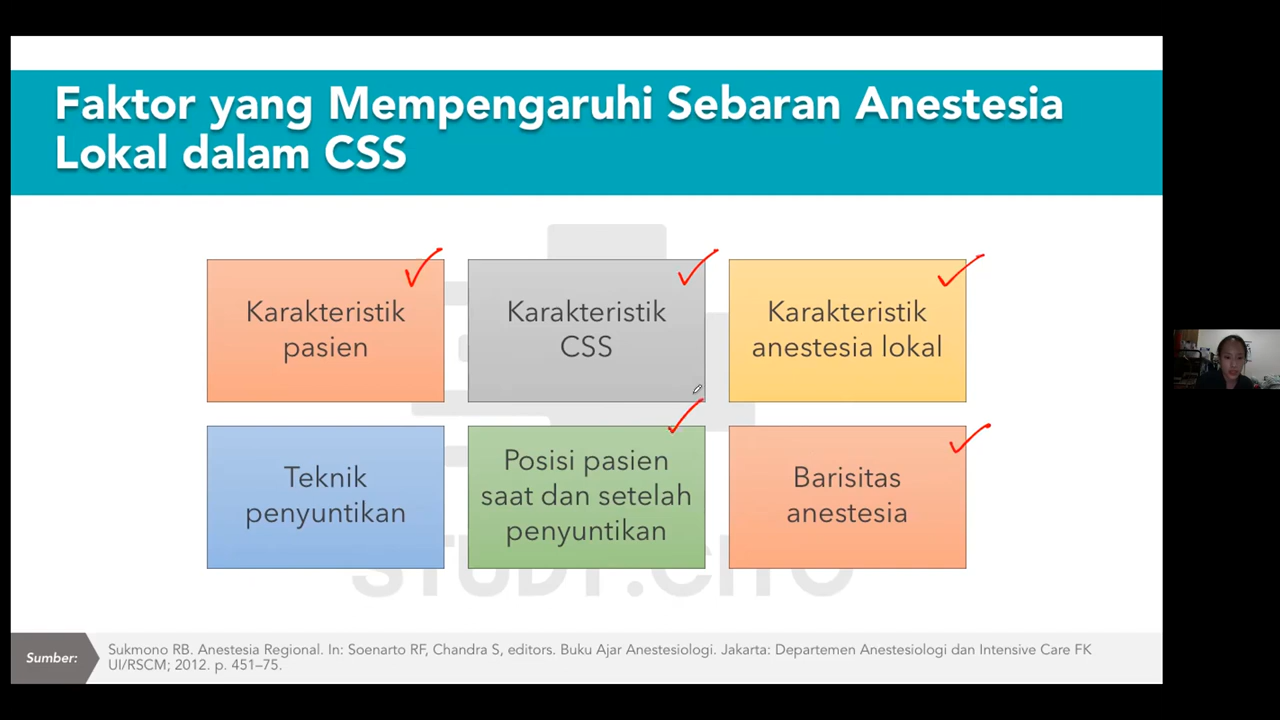 Faktor yang Mempengaruhi Sebaran Anestesia
Lokal dalam CSS
Karakteristik
pasien
Karakteristik
CSS
Karakteristik
anestesia lokal
Teknik
penyuntikan
Posisi pasien
saat dan setelah
penyuntikan
Barisitas
anestesia
STUDY.CITO
Sumber:
Sukmono RB. Anestesia Regional. In: Soenarto RF, Chandra S, editors. Buku Ajar Anestesiologi. Jakarta: Departemen Anestesiologi dan Intensive Care FK
UI/RSCM; 2012. p. 451–75.